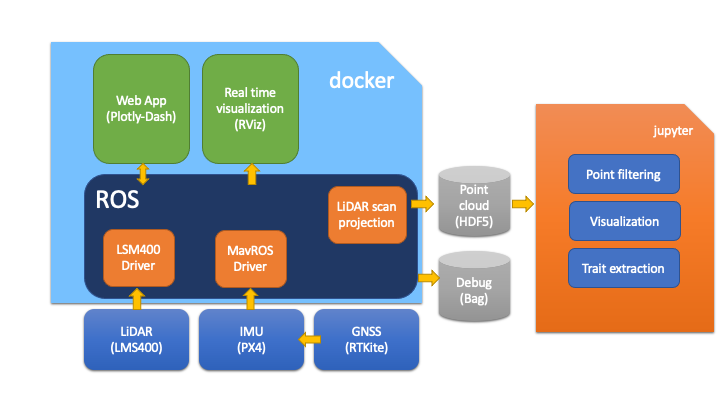 docker
Web App
(Plotly-Dash)
Real time
visualization
(RViz)
ROS
LiDAR scan
projection
LSM400
Driver
MavROS
Driver
LiDAR
(LMS400)
IMU
(PX4)
GNSS
(RTKite)
Point
cloud
(HDF5)
Debug
(Bag)
jupyter
Point filtering
Visualization
Trait extraction